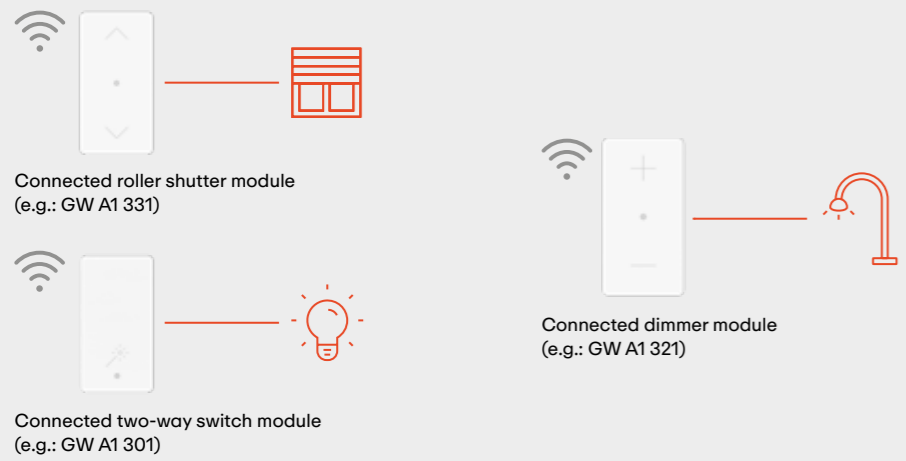 Connected roller shutter module
(e.g.: GW A1 331)
Connected two-way switch module
(e.g.: GW A1 301)
Connected dimmer module
(e.g.: GW A1 321)